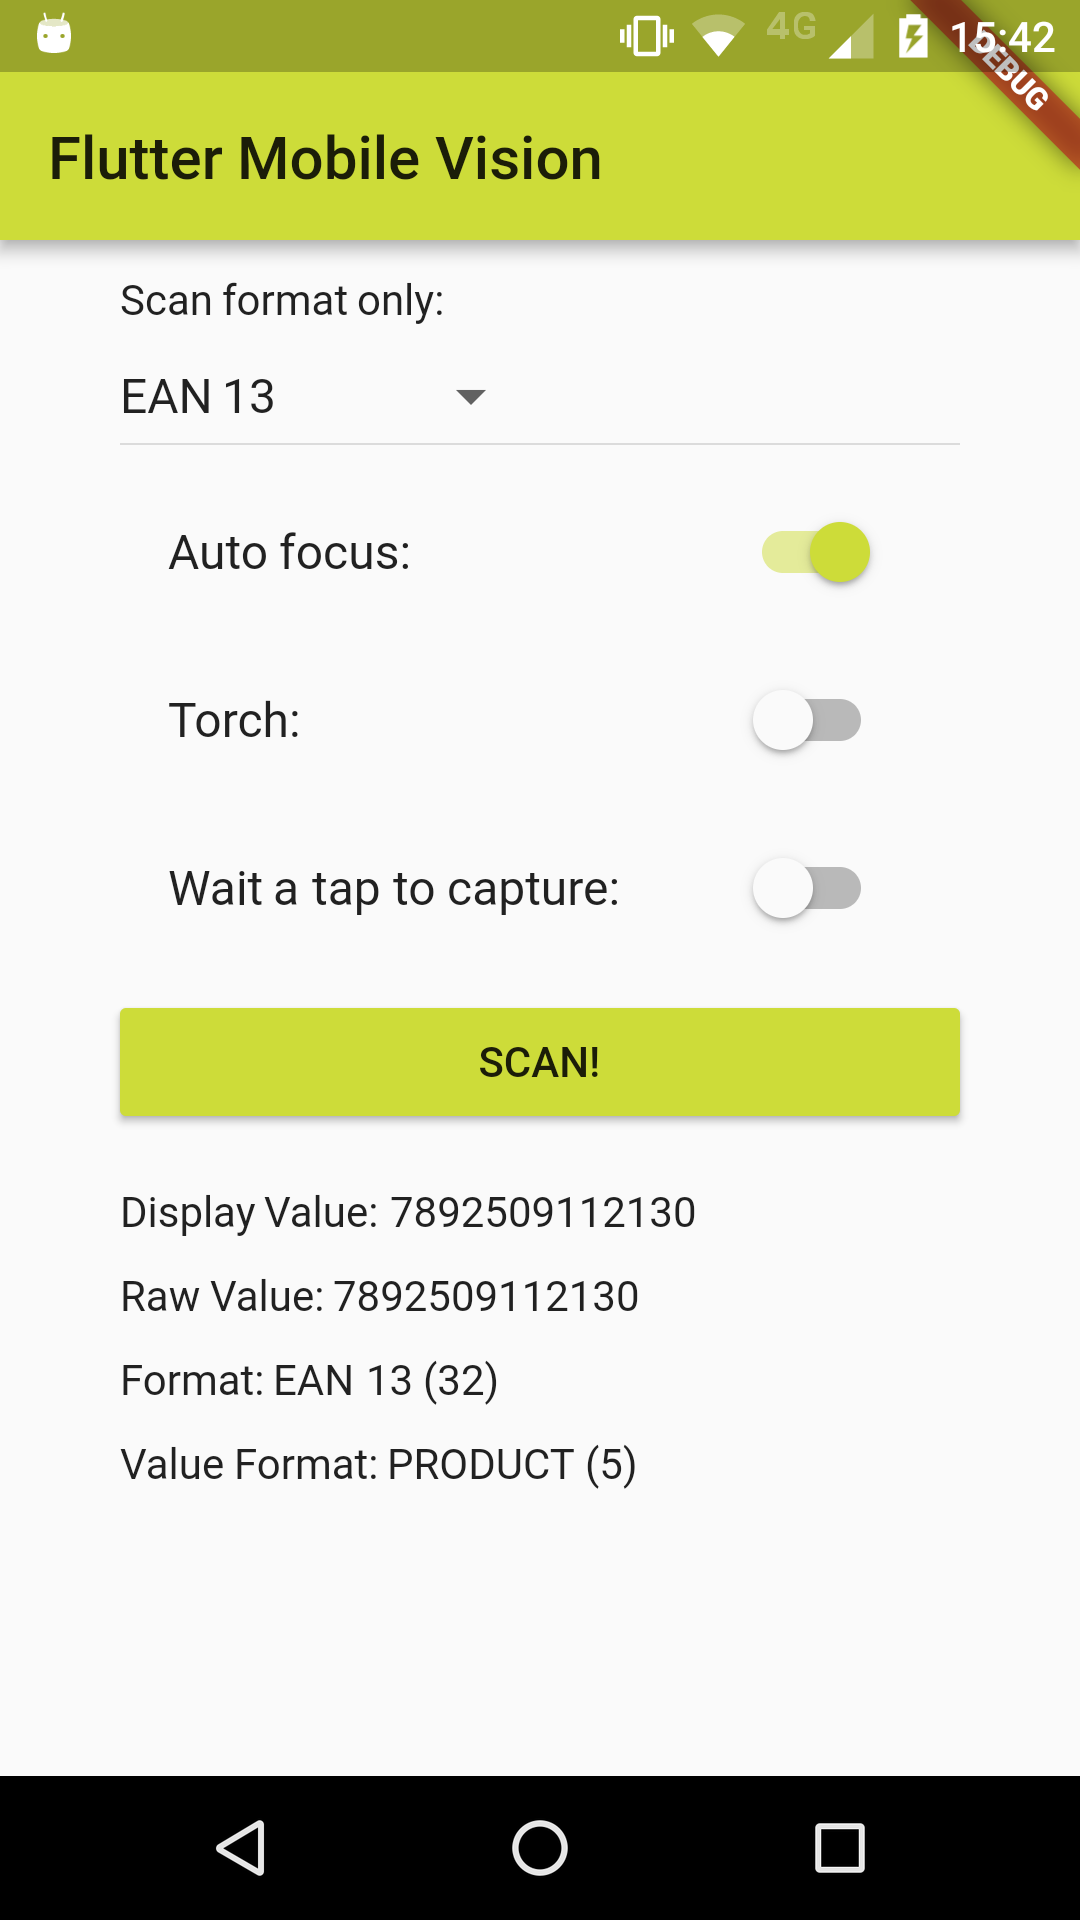 4G 15:42
DEBUG
Flutter Mobile Vision
Scan format only:
EAN 13
Auto focus:
Torch:
Wait a tap to capture:
SCAN!
Display Value: 7892509112130
Raw Value: 7892509112130
Format: EAN 13 (32)
Value Format: PRODUCT (5)